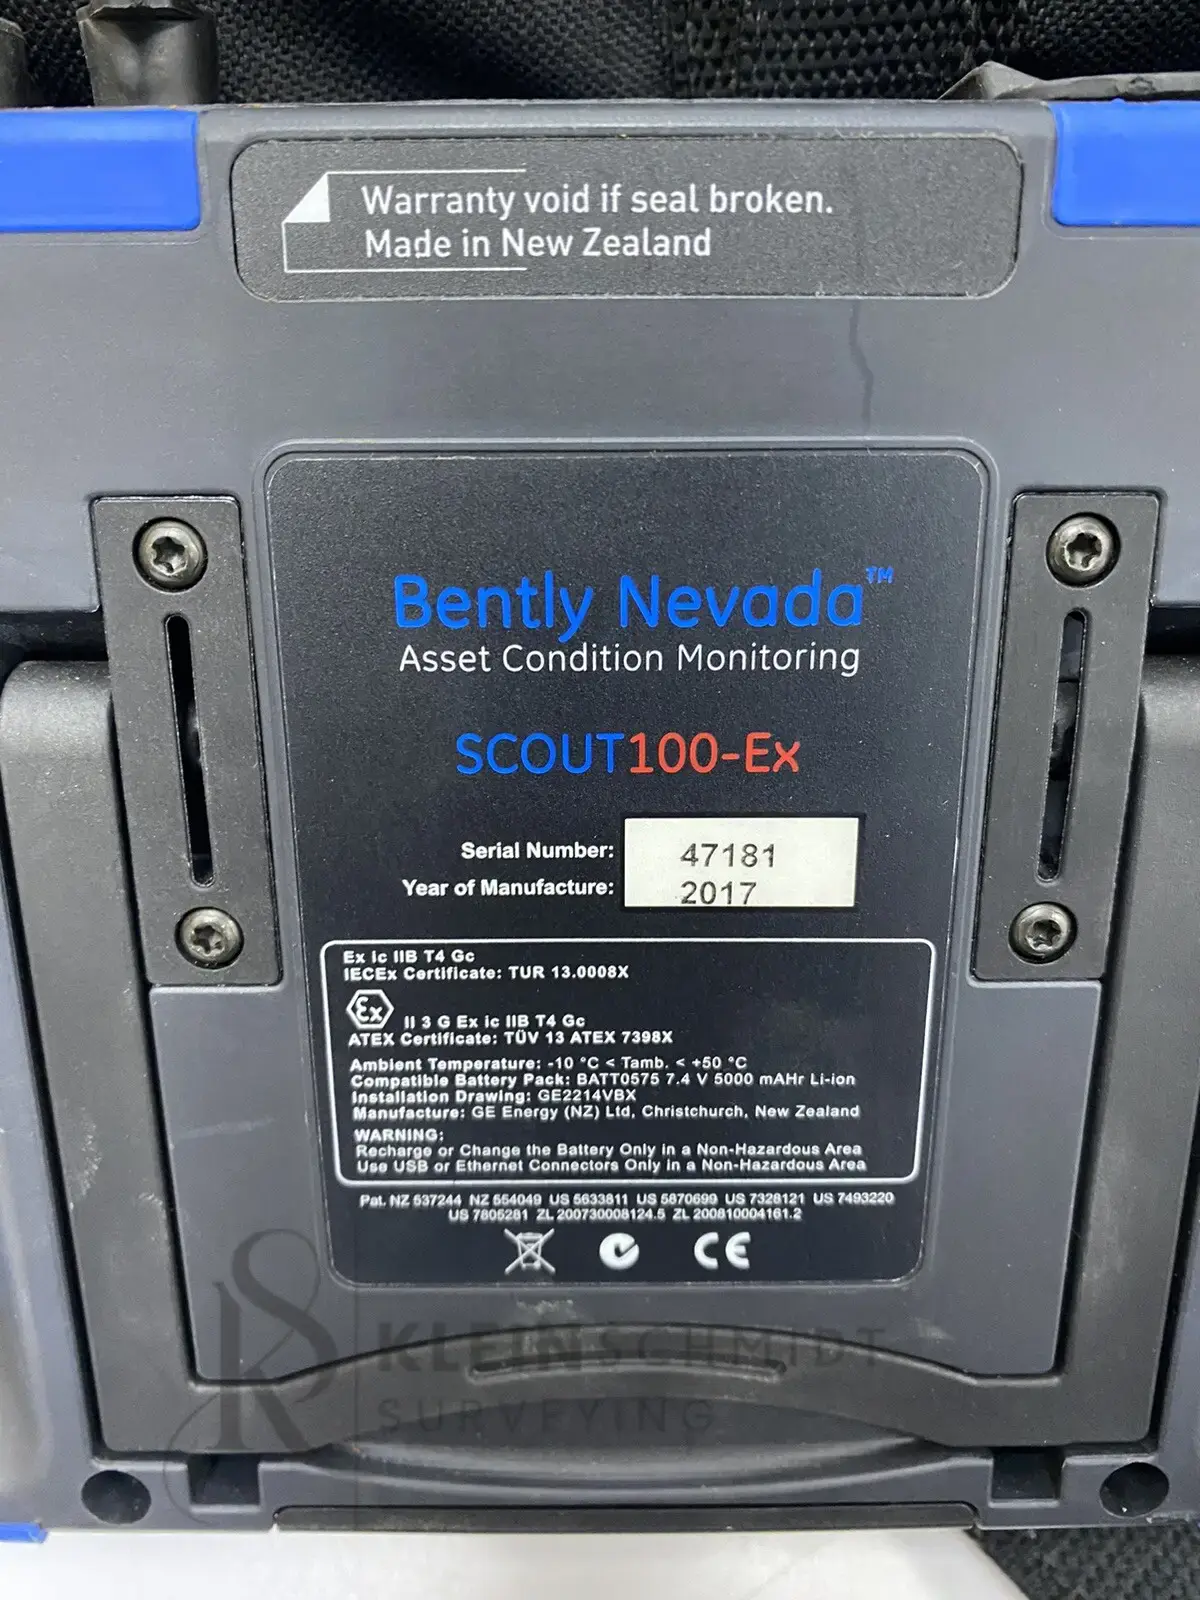 Warranty void if seal broken.
Made in New Zealand
Bently Nevada™
Asset Condition Monitoring
SCOUT100-Ex
Serial Number: 47181
Year of Manufacture: 2017
Ex ic IIB T4 Gc
IECEx Certificate: TUR 13.0008X
Ex II 3 G Ex ic IIB T4 Gc
ATEX Certificate: TÜV 13 ATEX 7398X
Ambient Temperature: -10 °C < Tamb. < +50 °C
Compatible Battery Pack: BATT0575 7.4 V 5000 mAHr Li-ion
Installation Drawing: GE2214VBX
Manufacture: GE Energy (NZ) Ltd, Christchurch, New Zealand
WARNING:
Recharge or Change the Battery Only in a Non-Hazardous Area
Use USB or Ethernet Connectors Only in a Non-Hazardous Area
Pat. NZ 537244 NZ 554049 US 5633811 US 5870699 US 7328121 US 7493220
US 7805281 ZL 200730008124.5 ZL 200810004161.2
CE
KLEINSCHMIDT
SURVEYING